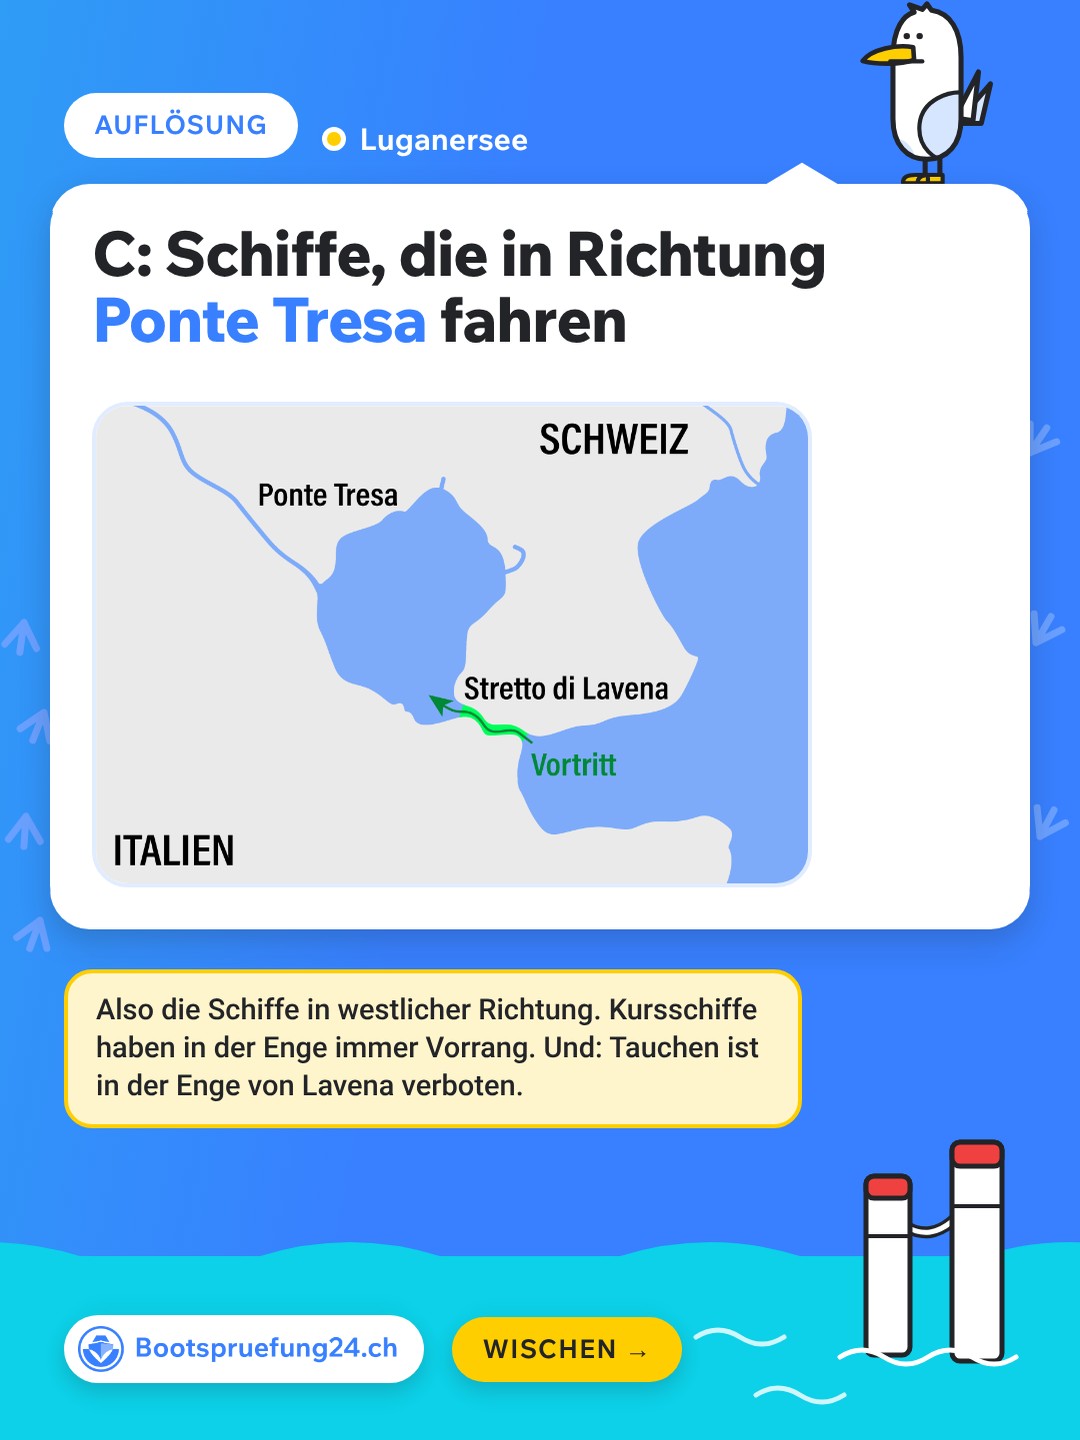 AUFLÖSUNG
Luganersee
C: Schiffe, die in Richtung
Ponte Tresa fahren
SCHWEIZ
Ponte Tresa
Stretto di Lavena
Vortritt
ITALIEN
Also die Schiffe in westlicher Richtung. Kursschiffe
haben in der Enge immer Vorrang. Und: Tauchen ist
in der Enge von Lavena verboten.
Bootspruefung24.ch
WISCHEN →